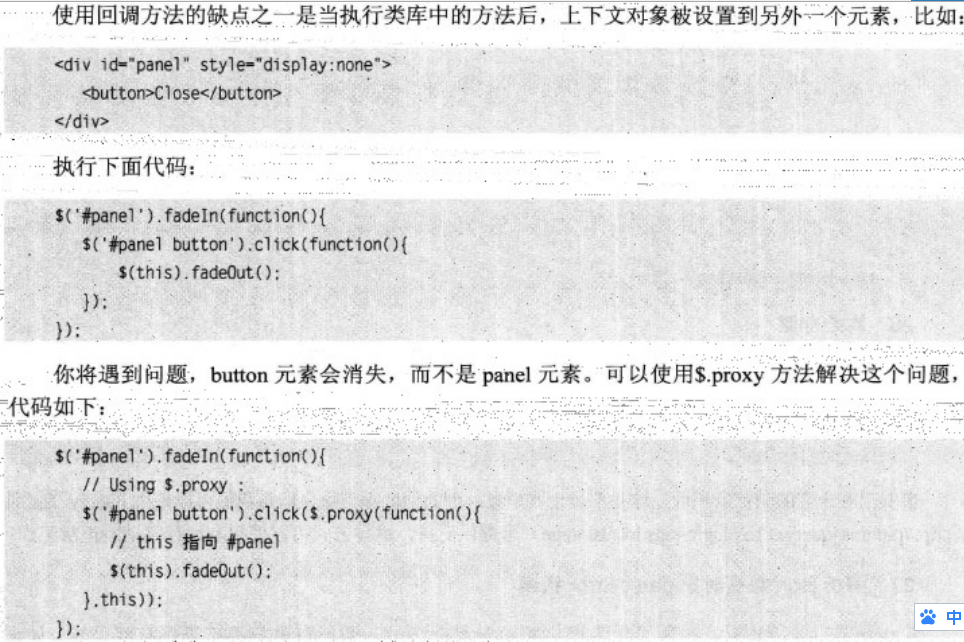 使用回调方法的缺点之一是当执行类库中的方法后，上下文对象被设置到另外一个元素，比如:
<div id="panel" style="display:none">
<button>Close</button>
</div>
执行下面代码：
$('#panel').fadeIn(function(){
$('#panel button').click(function(){
$(this).fadeOut();
});
});
你将遇到问题，button 元素会消失，而不是 panel 元素。可以使用$.proxy 方法解决这个问题，
代码如下：
$('#panel').fadeIn(function(){
// Using $.proxy :
$('#panel button').click($.proxy(function(){
// this 指向 #panel
$(this).fadeOut();
},this));
});
中